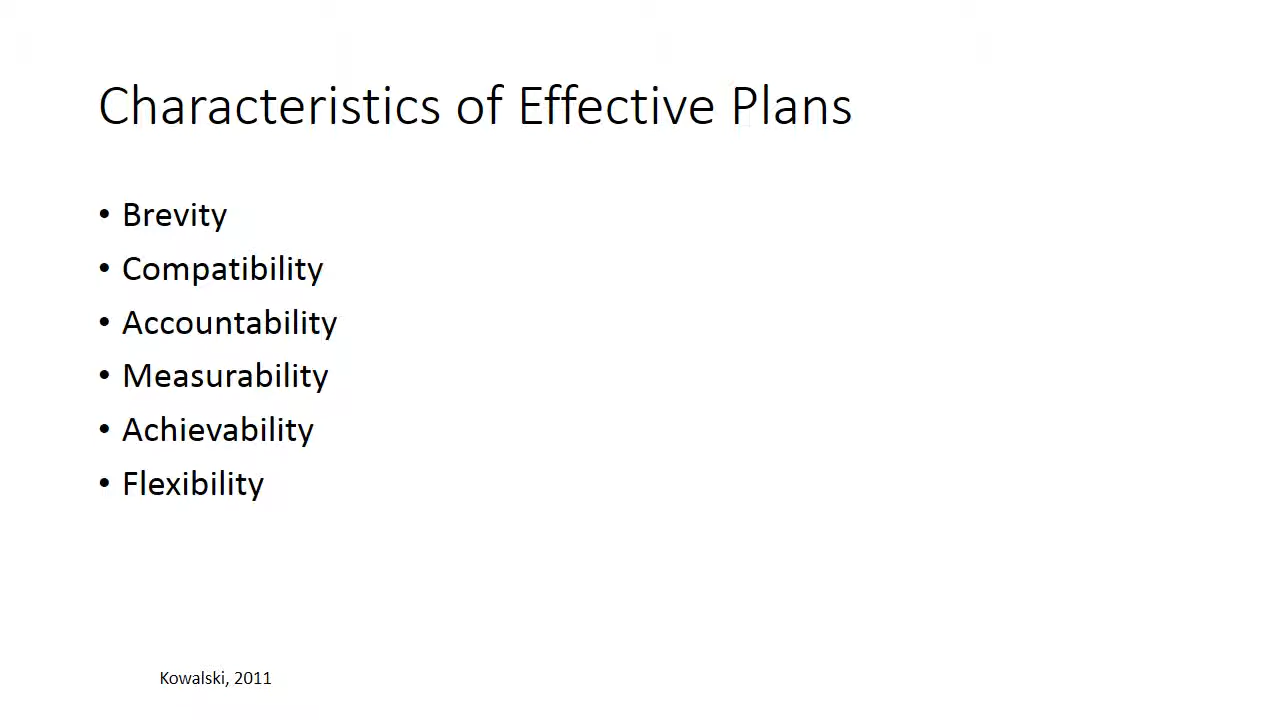 Characteristics of Effective Plans
• Brevity
• Compatibility
• Accountability
• Measurability
• Achievability
• Flexibility
Kowalski, 2011